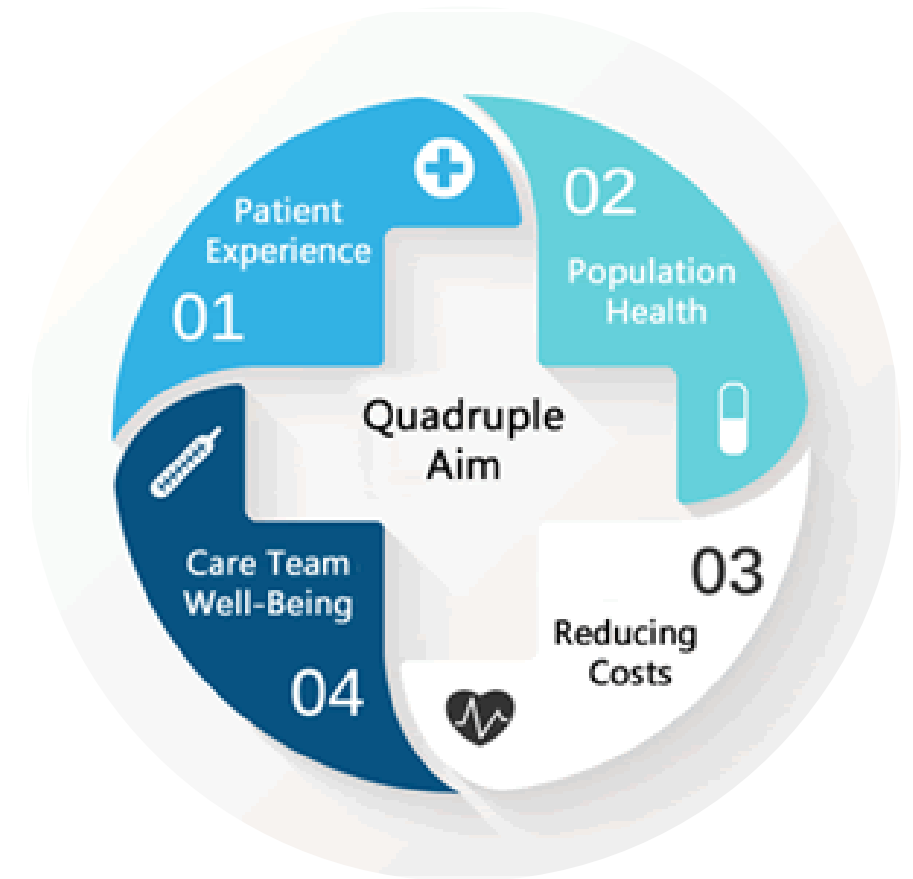 Patient
Experience
01
02
Population
Health
Quadruple
Aim
03
Reducing
Costs
Care Team
Well-Being
04